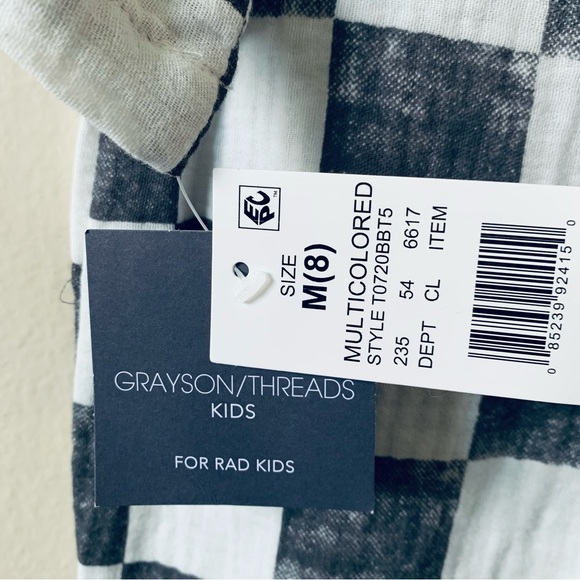 EPC™
SIZE
M(8)
MULTICOLORED
STYLE T0720BBT5
235 54 6617
DEPT CL ITEM
0 85239 92415 0
GRAYSON/THREADS
KIDS
FOR RAD KIDS